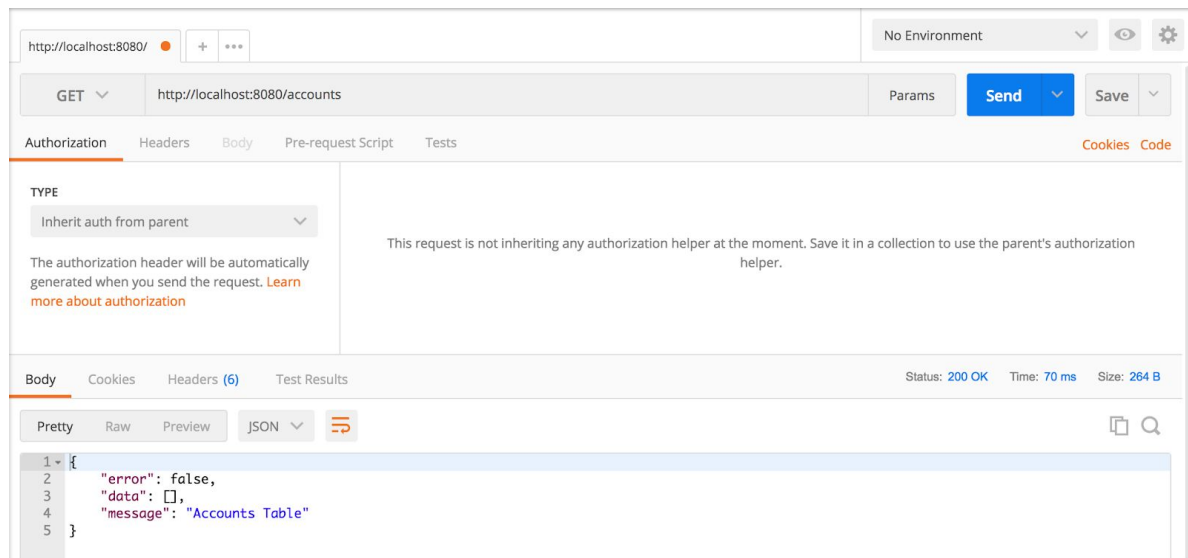 http://localhost:8080/
No Environment
GET http://localhost:8080/accounts Params Send Save
Authorization Headers Body Pre-request Script Tests Cookies Code
TYPE
Inherit auth from parent
The authorization header will be automatically
generated when you send the request. Learn
more about authorization
This request is not inheriting any authorization helper at the moment. Save it in a collection to use the parent's authorization
helper.
Body Cookies Headers (6) Test Results Status: 200 OK Time: 70 ms Size: 264 B
Pretty Raw Preview JSON
1 {
2 "error": false,
3 "data": [],
4 "message": "Accounts Table"
5 }